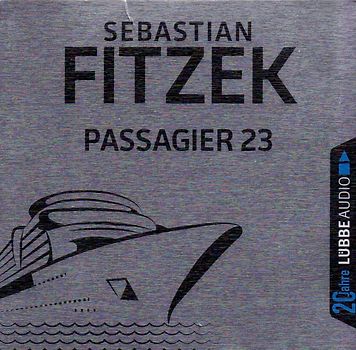 SEBASTIAN
FITZEK
PASSAGIER 23
20 Jahre LÜBBE AUDIO